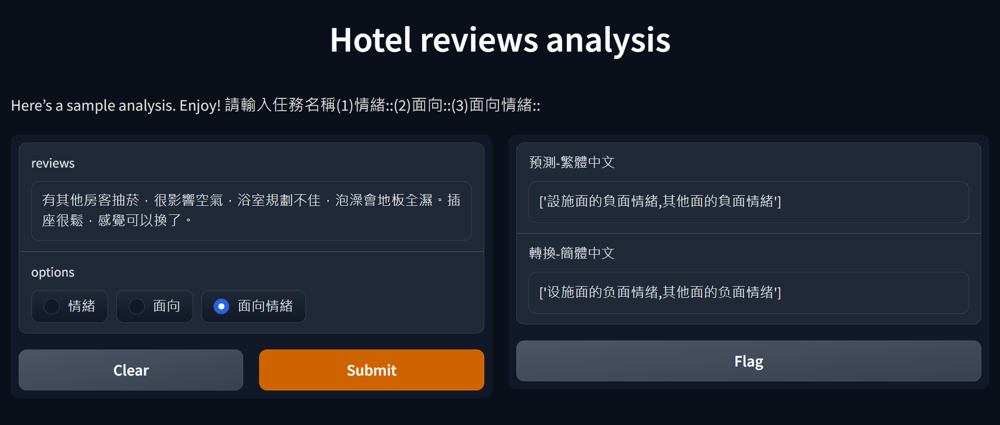 Hotel reviews analysis
Here’s a sample analysis. Enjoy! 請輸入任務名稱(1)情緒::(2)面向::(3)面向情緒::
reviews
有其他房客抽菸，很影響空氣，浴室規劃不佳，泡澡會地板全濕。插
座很鬆，感覺可以換了。
options
情緒
面向
面向情緒
Clear
Submit
預測-繁體中文
['設施面的負面情緒,其他面的負面情緒']
轉換-簡體中文
['设施面的负面情绪,其他面的负面情绪']
Flag